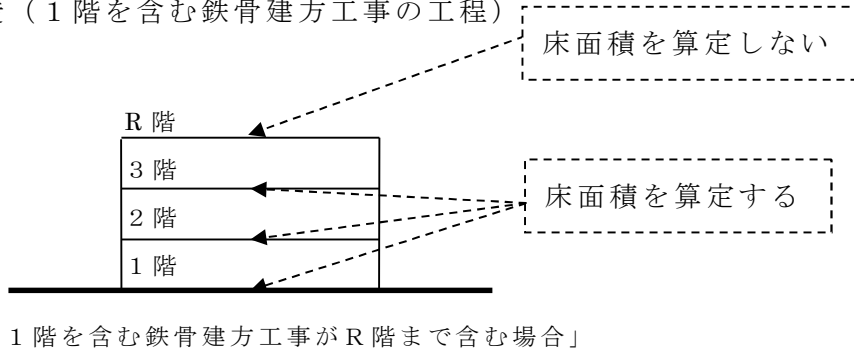 （１階を含む鉄骨建方工事の工程）
床面積を算定しない
R 階
３階
床面積を算定する
２階
１階
１階を含む鉄骨建方工事がＲ階まで含む場合」